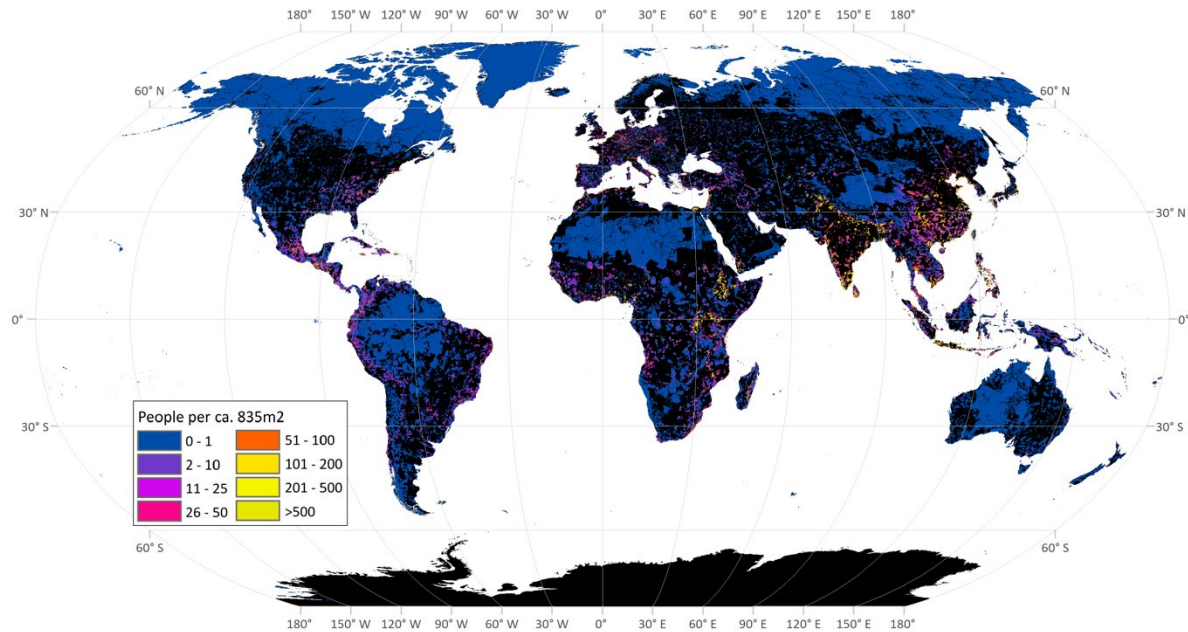 180° 150° W 120° W 90° W 60° W 30° W 0° 30° E 60° E 90° E 120° E 150° E 180°
60° N 60° N
30° N 30° N
0° 0°
30° S 30° S
60° S 60° S
People per ca. 835m2
0 - 1 51 - 100
2 - 10 101 - 200
11 - 25 201 - 500
26 - 50 >500
180° 150° W 120° W 90° W 60° W 30° W 0° 30° E 60° E 90° E 120° E 150° E 180°